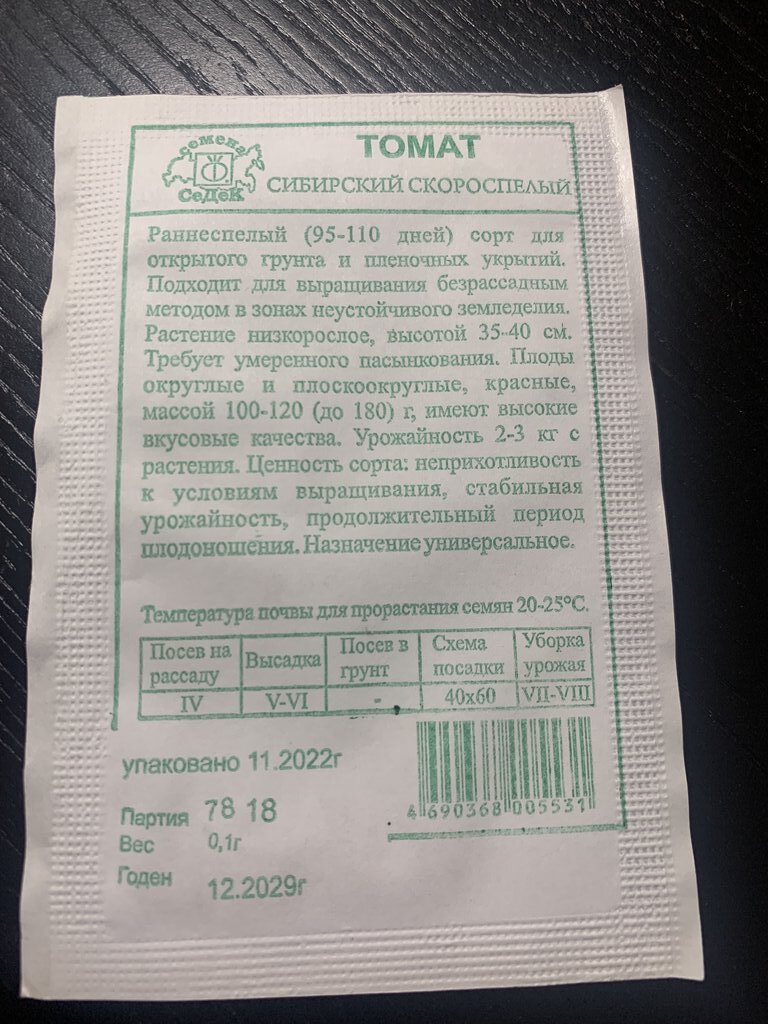 семена
Ф
СеДеК
ТОМАТ
СИБИРСКИЙ СКОРОСПЕЛЫЙ
Раннеспелый (95-110 дней) сорт для
открытого грунта и пленочных укрытий.
Подходит для выращивания безрассадным
методом в зонах неустойчивого земледелия.
Растение низкорослое, высотой 35-40 см.
Требует умеренного пасынкования. Плоды
округлые и плоскоокруглые, красные,
массой 100-120 (до 180) г, имеют высокие
вкусовые качества. Урожайность 2-3 кг с
растения. Ценность сорта: неприхотливость
к условиям выращивания, стабильная
урожайность, продолжительный период
плодоношения. Назначение универсальное.
Температура почвы для прорастания семян 20-25°С.
Посев на рассаду Высадка Посев в грунт Схема посадки Уборка урожая
IV V-VI - 40х60 VII-VIII
упаковано 11.2022г
Партия 78 18
Вес 0,1г
Годен 12.2029г
4 690368 005531